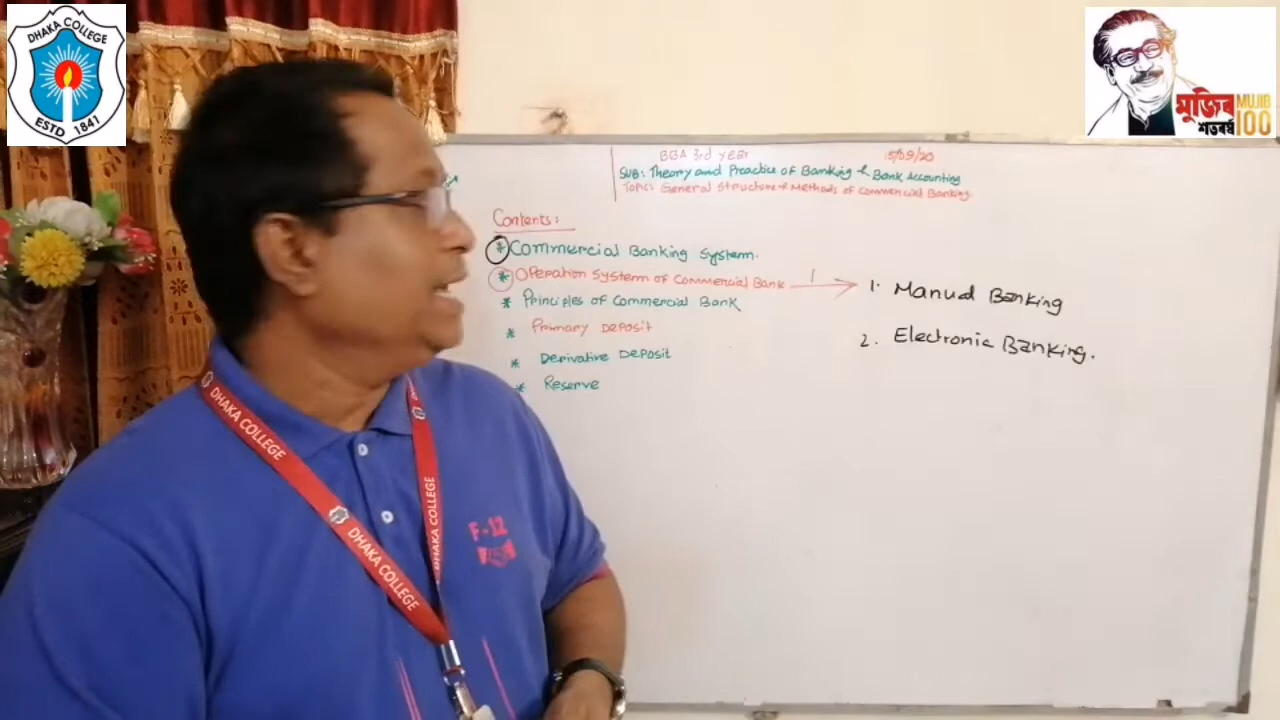 DHAKA COLLEGE
ESTD 1841
মুজিব MUJIB
শতবর্ষ 100
BBA 3rd year 15/09/20
SUB: Theory and Preactice of Banking & Bank Accounting
Topic: General Structure & Methods of Commercial Banking
Contents:
* Commercial Banking System.
* Operation System of Commercial Bank 1. Manual Banking
* Principles of Commercial Bank
2. Electronic Banking.
* Primary Deposit
* Derivative Deposit
* Reserve
DHAKA COLLEGE
DHAKA COLLEGE
DHAKA COLLEGE
F-12